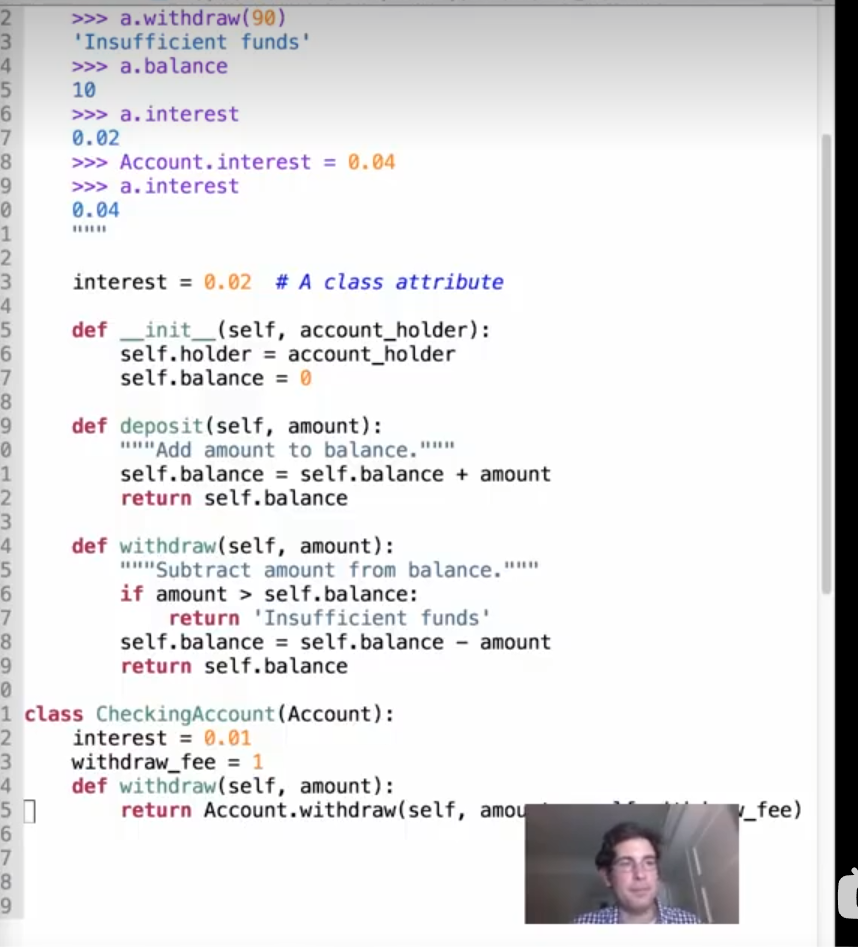 2 >>> a.withdraw(90)
3 'Insufficient funds'
4 >>> a.balance
5 10
6 >>> a.interest
7 0.02
8 >>> Account.interest = 0.04
9 >>> a.interest
0 0.04
1 """
2
3 interest = 0.02 # A class attribute
4
5 def __init__(self, account_holder):
6 self.holder = account_holder
7 self.balance = 0
8
9 def deposit(self, amount):
0 """Add amount to balance."""
1 self.balance = self.balance + amount
2 return self.balance
3
4 def withdraw(self, amount):
5 """Subtract amount from balance."""
6 if amount > self.balance:
7 return 'Insufficient funds'
8 self.balance = self.balance - amount
9 return self.balance
0
1 class CheckingAccount(Account):
2 interest = 0.01
3 withdraw_fee = 1
4 def withdraw(self, amount):
5 return Account.withdraw(self, amou _fee)
6
7
8
9